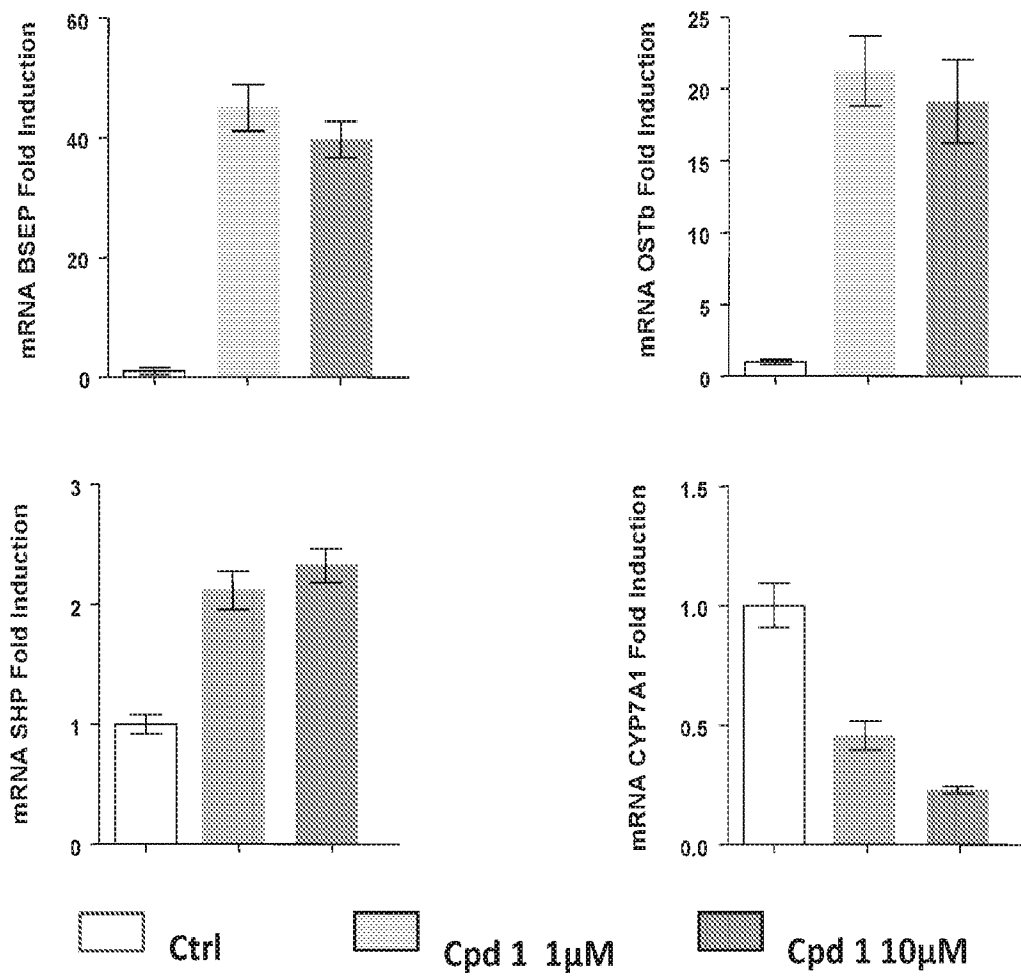 mRNA BSEP Fold Induction
60
40
20
0
mRNA OSTb Fold Induction
25
20
15
10
5
0
mRNA SHP Fold Induction
3
2
1
0
mRNA CYP7A1 Fold Induction
1.5
1.0
0.5
0.0
Ctrl
Cpd 1 1µM
Cpd 1 10µM